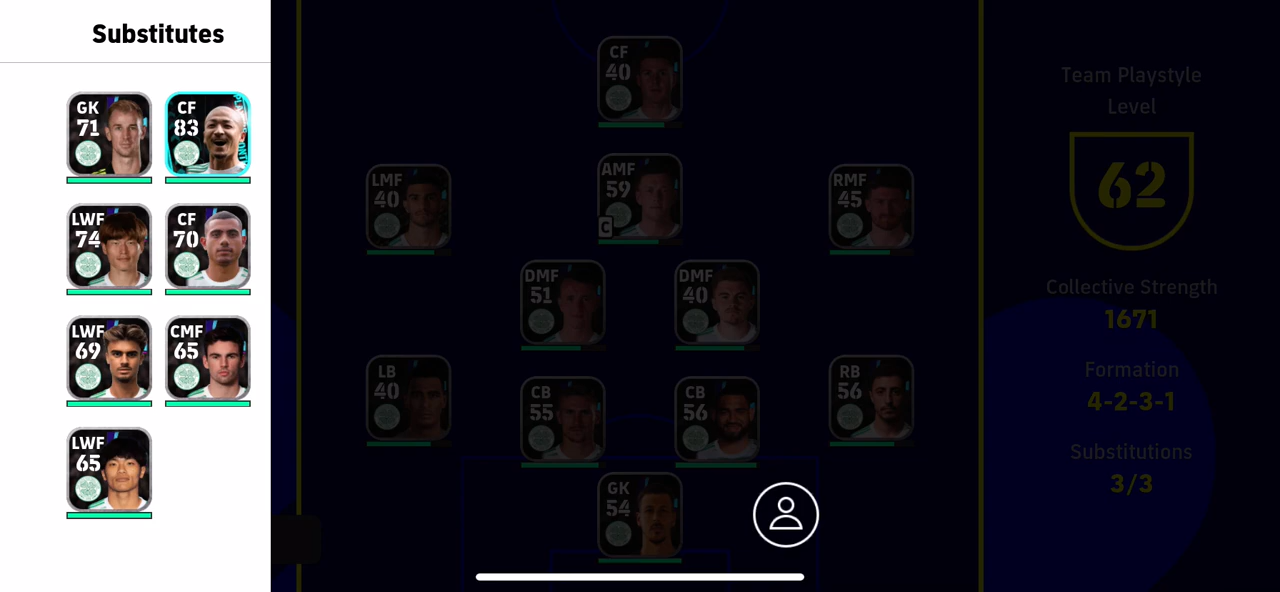 Substitutes
GK
71
CF
83
LWF
74
CF
70
LWF
69
CMF
65
LWF
65
CF
40
LMF
40
AMF
59
C
RMF
45
DMF
51
DMF
40
LB
40
CB
55
CB
56
RB
56
GK
54
Team Playstyle
Level
62
Collective Strength
1671
Formation
4-2-3-1
Substitutions
3/3